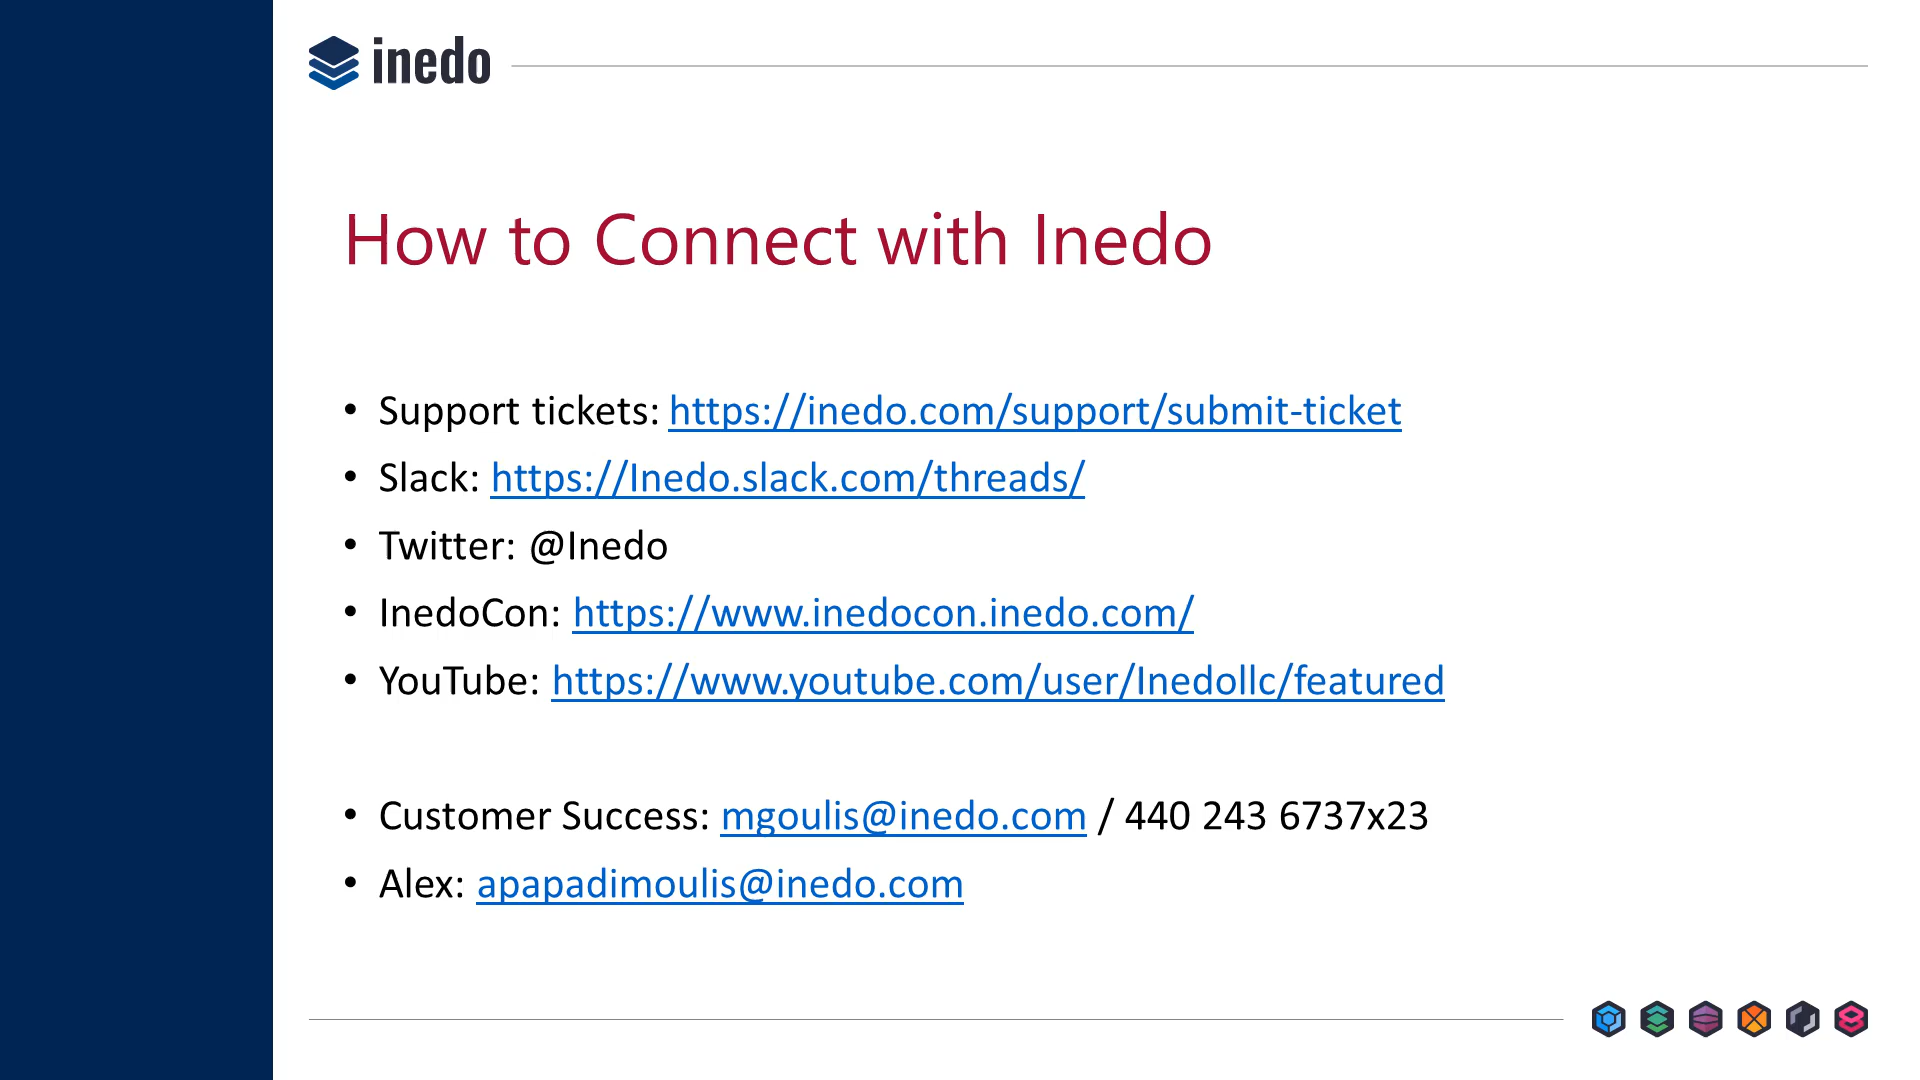 inedo
How to Connect with Inedo
• Support tickets: https://inedo.com/support/submit-ticket
• Slack: https://Inedo.slack.com/threads/
• Twitter: @Inedo
• InedoCon: https://www.inedocon.inedo.com/
• YouTube: https://www.youtube.com/user/Inedollc/featured
• Customer Success: mgoulis@inedo.com / 440 243 6737x23
• Alex: apapadimoulis@inedo.com